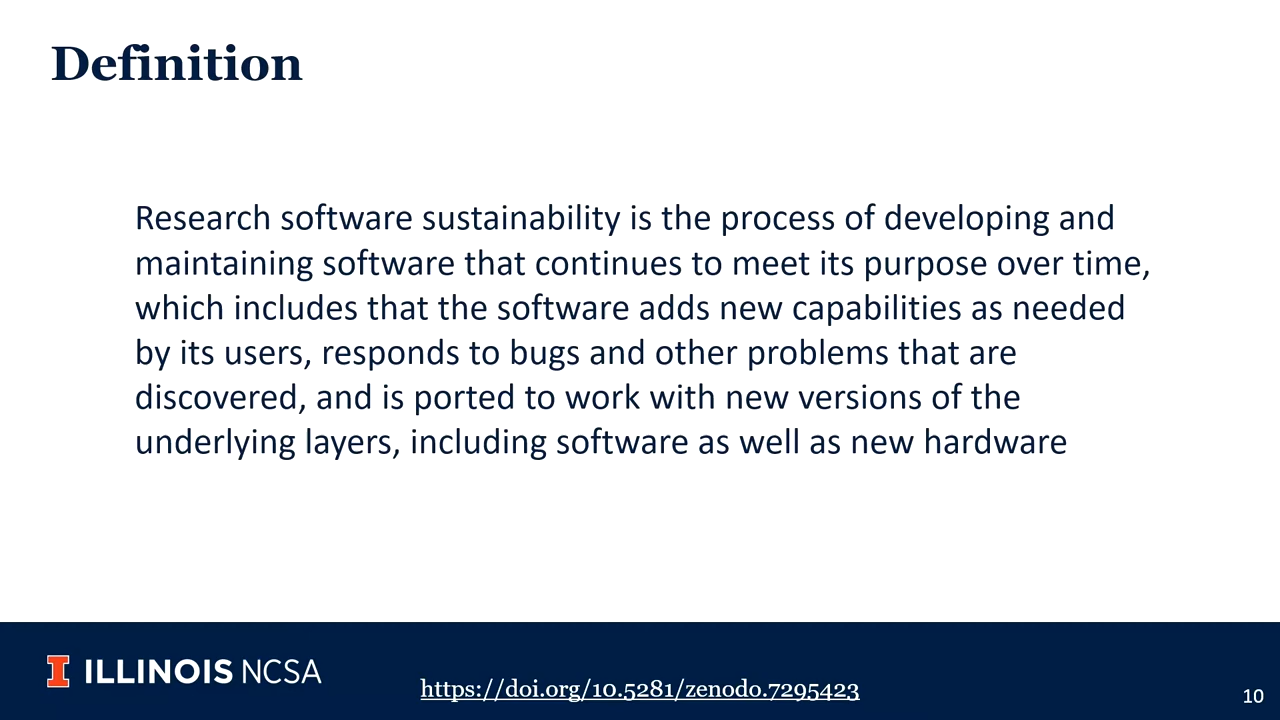 Definition
Research software sustainability is the process of developing and
maintaining software that continues to meet its purpose over time,
which includes that the software adds new capabilities as needed
by its users, responds to bugs and other problems that are
discovered, and is ported to work with new versions of the
underlying layers, including software as well as new hardware
I ILLINOIS NCSA
https://doi.org/10.5281/zenodo.7295423
10